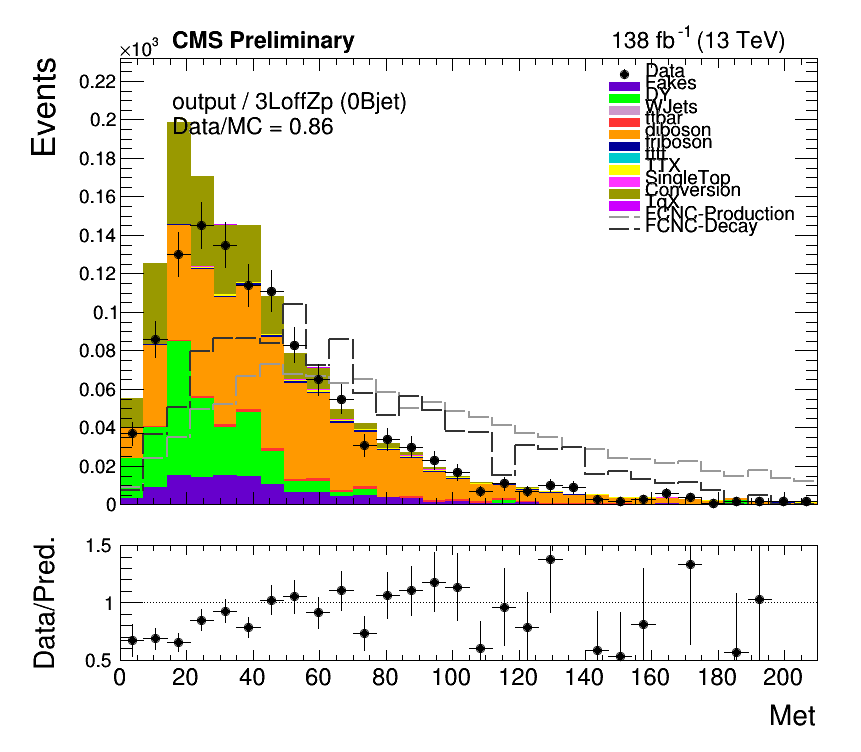 ×10³
CMS Preliminary
138 fb⁻¹ (13 TeV)
Events
output / 3LoffZp (0Bjet)
Data/MC = 0.86
Data
Fakes
DY
WJets
ttbar
diboson
triboson
tttt
TTX
SingleTop
Conversion
TqX
FCNC-Production
FCNC-Decay
0.22
0.2
0.18
0.16
0.14
0.12
0.1
0.08
0.06
0.04
0.02
0
Data/Pred.
1.5
1
0.5
0 20 40 60 80 100 120 140 160 180 200
Met